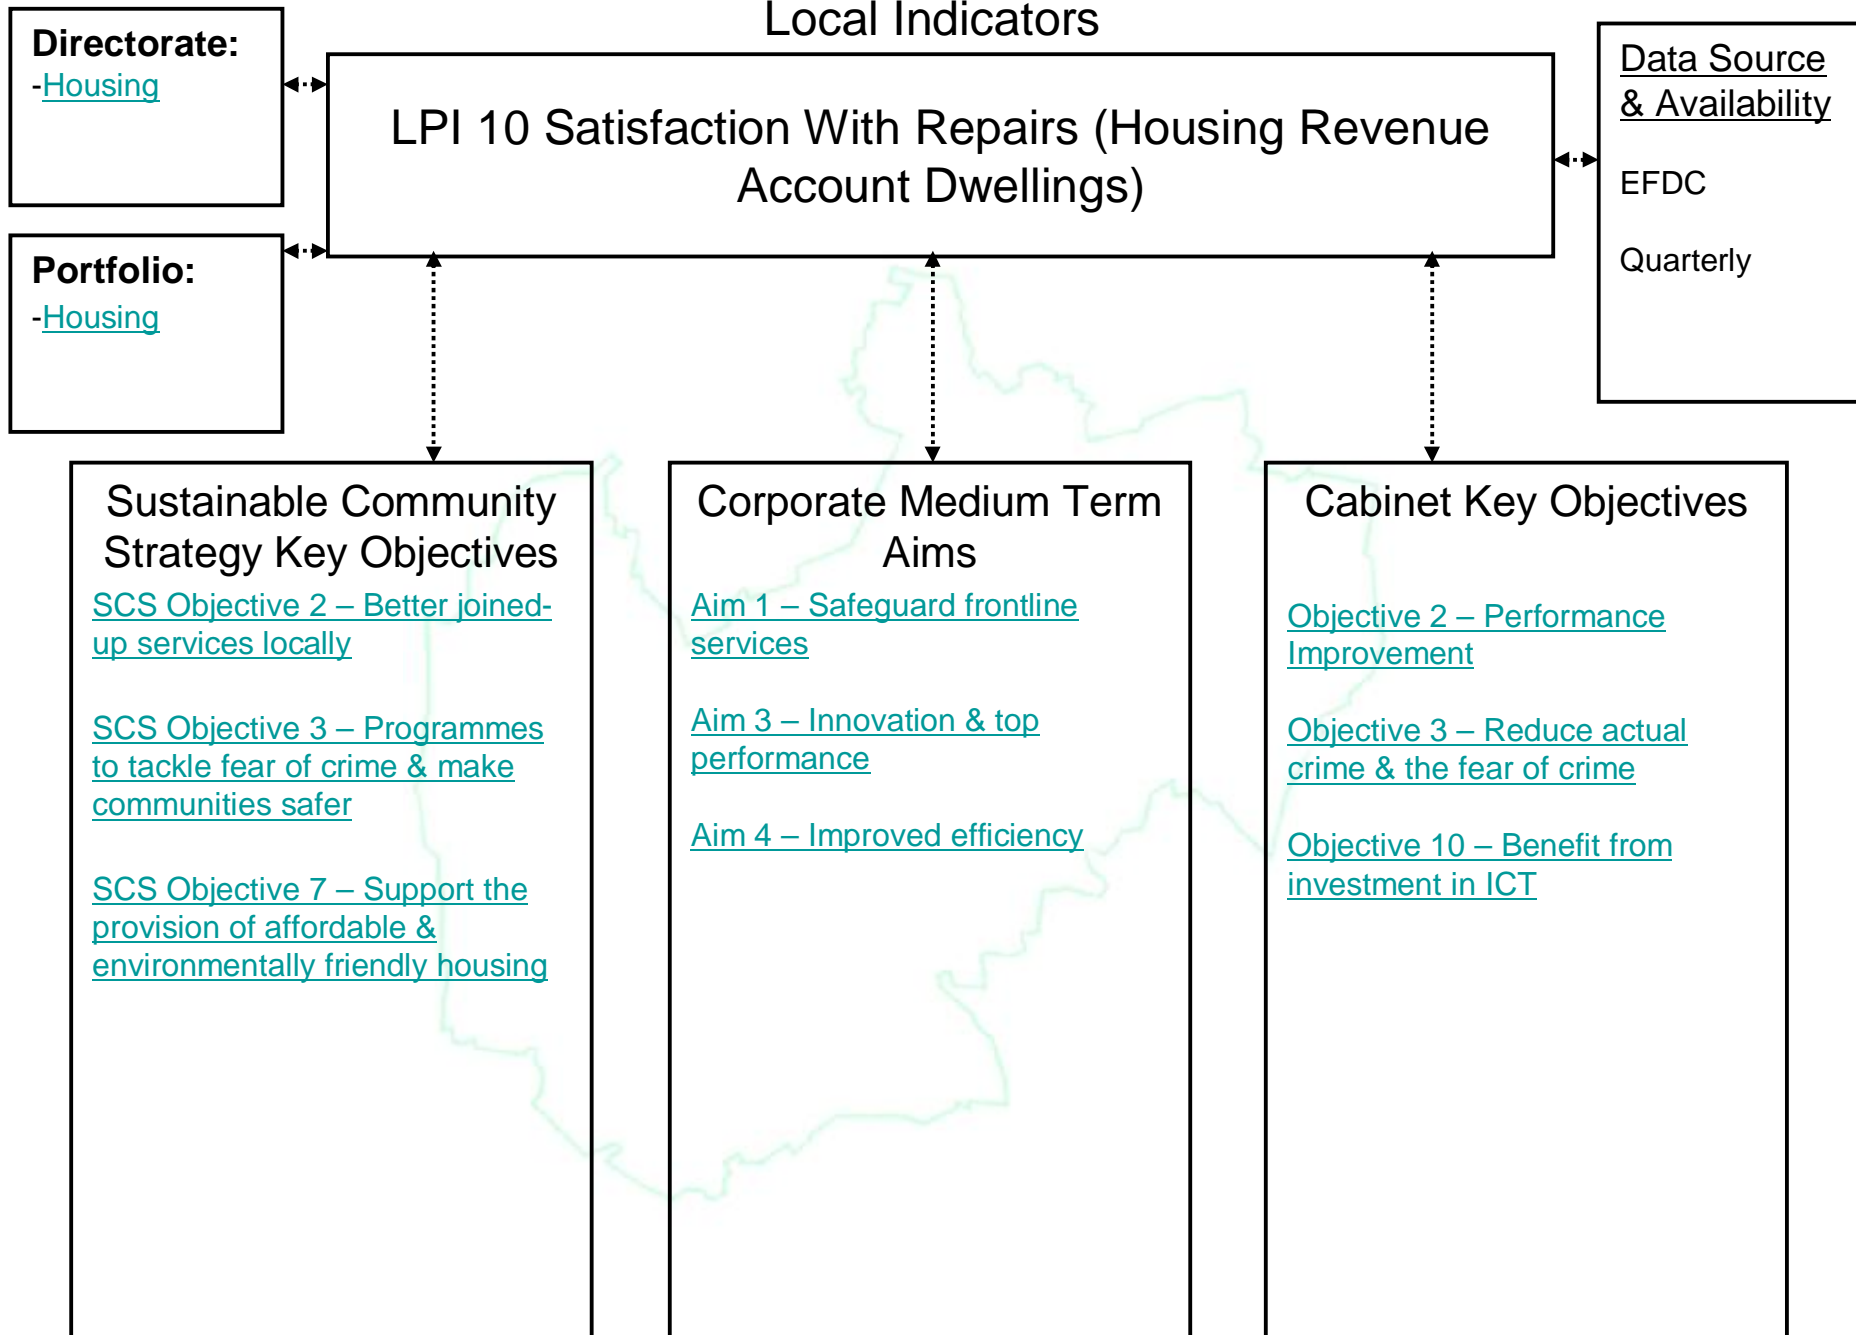 Local Indicators
Directorate:
-Housing
LPI 10 Satisfaction With Repairs (Housing Revenue
Account Dwellings)
Data Source
& Availability
EFDC
Quarterly
Portfolio:
-Housing
Sustainable Community
Strategy Key Objectives
SCS Objective 2 – Better joined-
up services locally
SCS Objective 3 – Programmes
to tackle fear of crime & make
communities safer
SCS Objective 7 – Support the
provision of affordable &
environmentally friendly housing
Corporate Medium Term
Aims
Aim 1 – Safeguard frontline
services
Aim 3 – Innovation & top
performance
Aim 4 – Improved efficiency
Cabinet Key Objectives
Objective 2 – Performance
Improvement
Objective 3 – Reduce actual
crime & the fear of crime
Objective 10 – Benefit from
investment in ICT